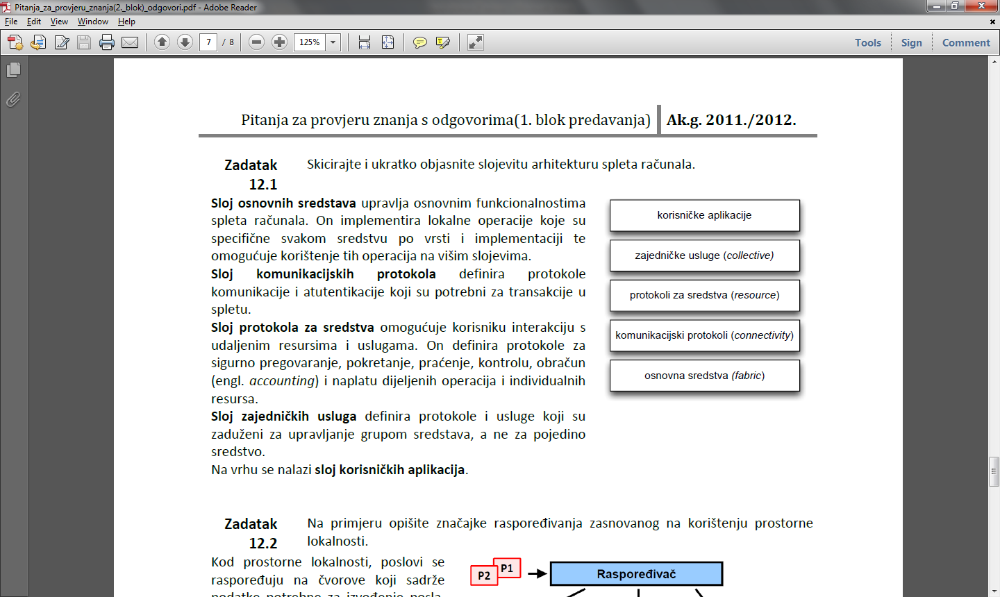 Pitanja_za_provjeru_znanja(2._blok)_odgovori.pdf - Adobe Reader
File Edit View Window Help
7 / 8 125% Tools Sign Comment
Pitanja za provjeru znanja s odgovorima(1. blok predavanja) Ak.g. 2011./2012.
Zadatak 12.1
Skicirajte i ukratko objasnite slojevitu arhitekturu spleta računala.
Sloj osnovnih sredstava upravlja osnovnim funkcionalnostima
spleta računala. On implementira lokalne operacije koje su
specifične svakom sredstvu po vrsti i implementaciji te
omogućuje korištenje tih operacija na višim slojevima.
Sloj komunikacijskih protokola definira protokole
komunikacije i atutentikacije koji su potrebni za transakcije u
spletu.
Sloj protokola za sredstva omogućuje korisniku interakciju s
udaljenim resursima i uslugama. On definira protokole za
sigurno pregovaranje, pokretanje, praćenje, kontrolu, obračun
(engl. accounting) i naplatu dijeljenih operacija i individualnih
resursa.
Sloj zajedničkih usluga definira protokole i usluge koji su
zaduženi za upravljanje grupom sredstava, a ne za pojedino
sredstvo.
Na vrhu se nalazi sloj korisničkih aplikacija.
korisničke aplikacije
zajedničke usluge (collective)
protokoli za sredstva (resource)
komunikacijski protokoli (connectivity)
osnovna sredstva (fabric)
Zadatak 12.2
Na primjeru opišite značajke raspoređivanja zasnovanog na korištenju prostorne
lokalnosti.
Kod prostorne lokalnosti, poslovi se
raspoređuju na čvorove koji sadrže
podatke potrebne za izvođenje posla.
P2 P1 Raspoređivač